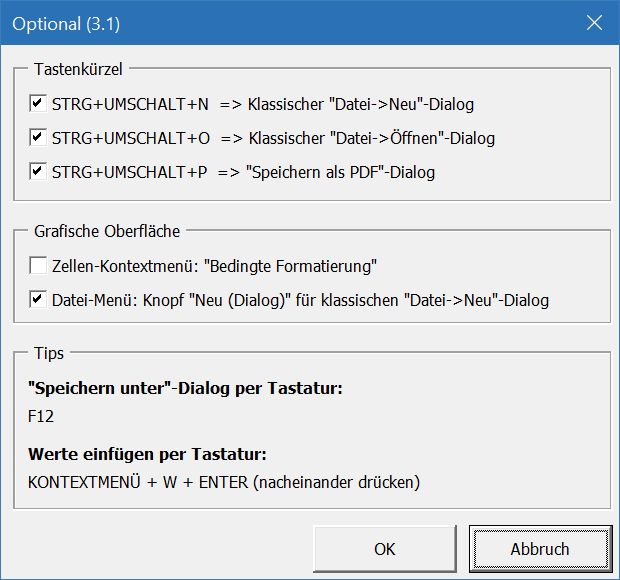 Optional (3.1)
Tastenkürzel
STRG+UMSCHALT+N => Klassischer "Datei->Neu"-Dialog
STRG+UMSCHALT+O => Klassischer "Datei->Öffnen"-Dialog
STRG+UMSCHALT+P => "Speichern als PDF"-Dialog
Grafische Oberfläche
Zellen-Kontextmenü: "Bedingte Formatierung"
Datei-Menü: Knopf "Neu (Dialog)" für klassischen "Datei->Neu"-Dialog
Tips
"Speichern unter"-Dialog per Tastatur:
F12
Werte einfügen per Tastatur:
KONTEXTMENÜ + W + ENTER (nacheinander drücken)
OK Abbruch